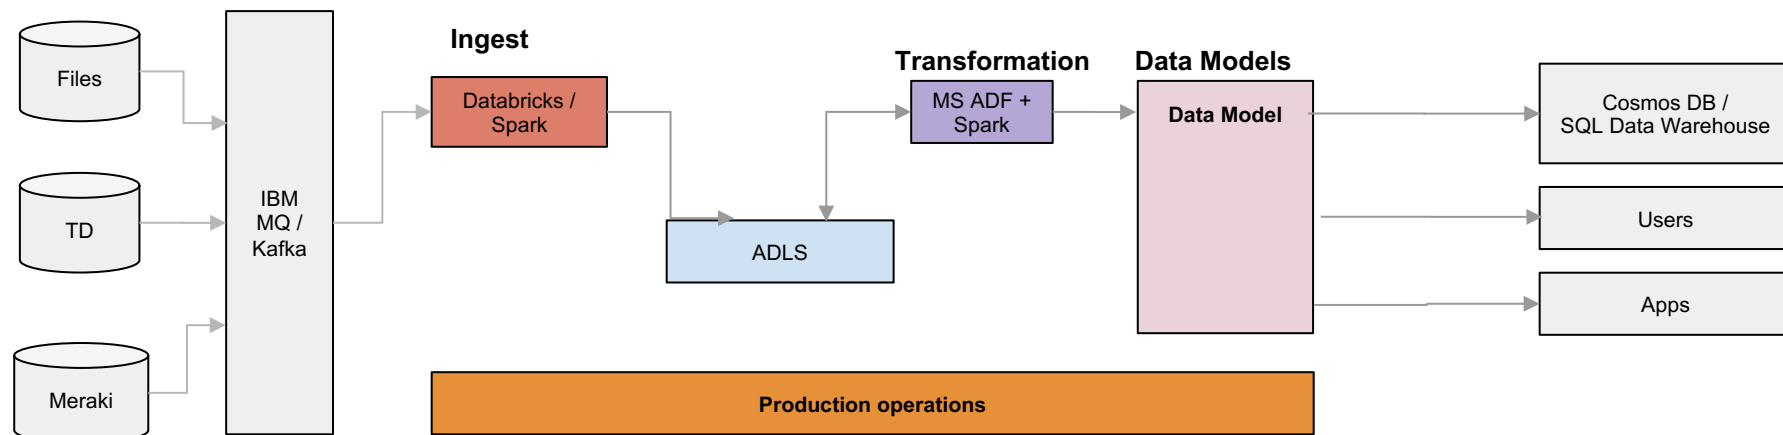 Files
TD
Meraki
IBM
MQ /
Kafka
Ingest
Databricks /
Spark
ADLS
Transformation
MS ADF +
Spark
Data Models
Data Model
Cosmos DB /
SQL Data Warehouse
Users
Apps
Production operations